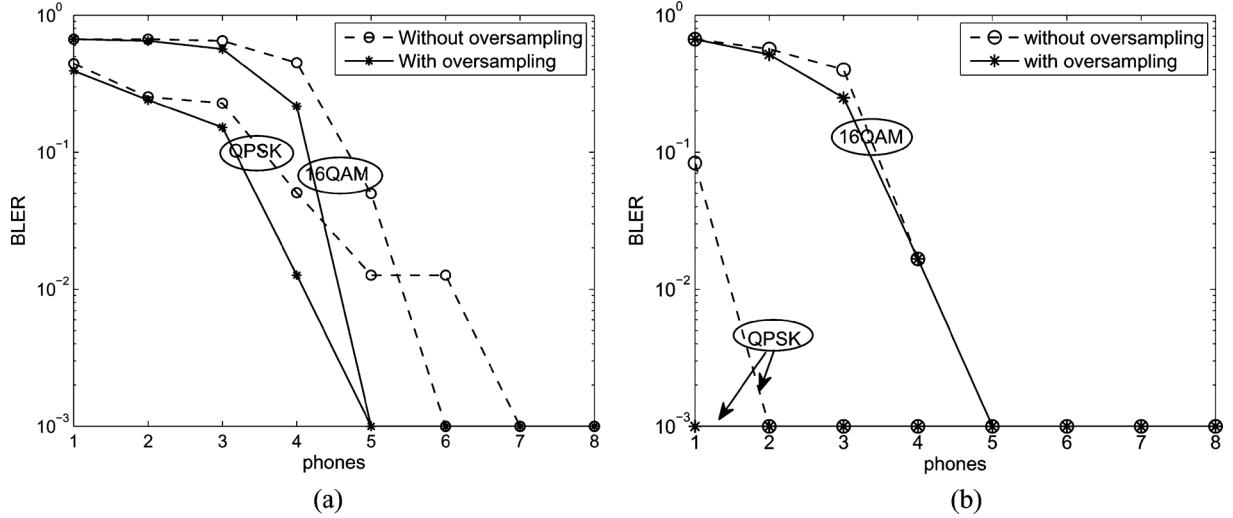 10^0
10^−1
10^−2
10^−3
BLER
1 2 3 4 5 6 7 8
phones
Without oversampling
With oversampling
QPSK
16QAM
(a)
10^0
10^−1
10^−2
10^−3
BLER
1 2 3 4 5 6 7 8
phones
without oversampling
with oversampling
16QAM
QPSK
(b)